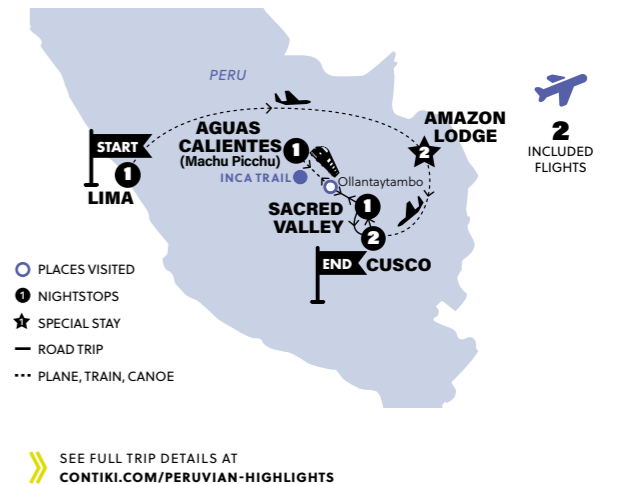 PERU
START
1
LIMA
AGUAS
CALIENTES
(Machu Picchu)
1
INCA TRAIL
Ollantaytambo
AMAZON
LODGE
2
SACRED
VALLEY
1
2
END
CUSCO
2
INCLUDED
FLIGHTS
PLACES VISITED
1 NIGHTSTOPS
1 SPECIAL STAY
ROAD TRIP
PLANE, TRAIN, CANOE
SEE FULL TRIP DETAILS AT
CONTIKI.COM/PERUVIAN-HIGHLIGHTS